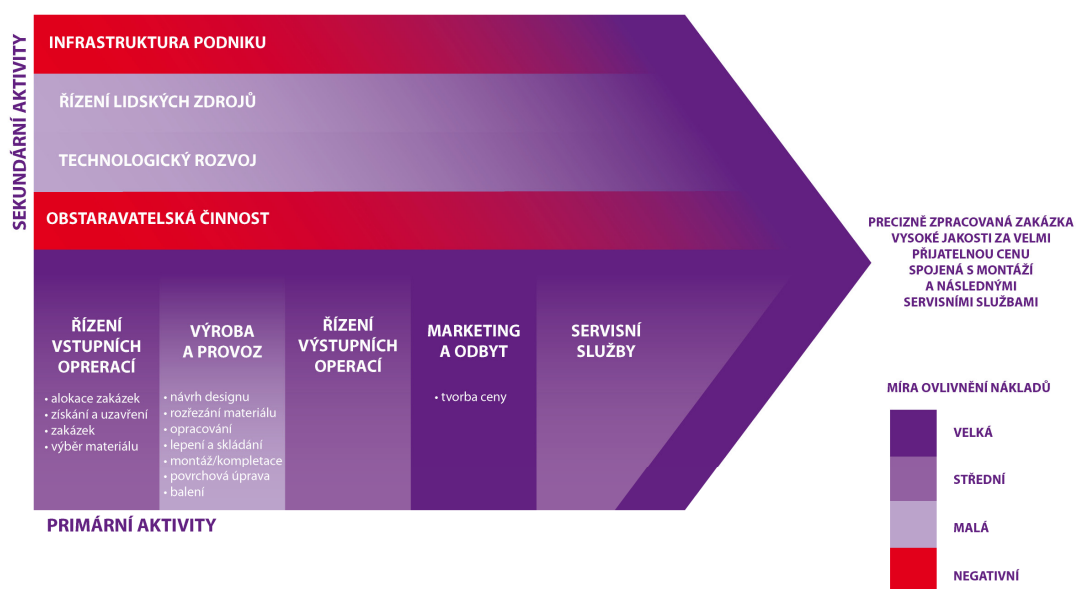 SEKUNDÁRNÍ AKTIVITY
INFRASTRUKTURA PODNIKU
ŘÍZENÍ LIDSKÝCH ZDROJŮ
TECHNOLOGICKÝ ROZVOJ
OBSTARAVATELSKÁ ČINNOST
ŘÍZENÍ
VSTUPNÍCH
OPRERACÍ
• alokace zakázek
• získání a uzavření
• zakázek
• výběr materiálu
VÝROBA
A PROVOZ
• návrh designu
• rozřezání materiálu
• opracování
• lepení a skládání
• montáž/kompletace
• povrchová úprava
• balení
ŘÍZENÍ
VÝSTUPNÍCH
OPERACÍ
MARKETING
A ODBYT
• tvorba ceny
SERVISNÍ
SLUŽBY
PRIMÁRNÍ AKTIVITY
PRECIZNĚ ZPRACOVANÁ ZAKÁZKA
VYSOKÉ JAKOSTI ZA VELMI
PŘIJATELNOU CENU
SPOJENÁ S MONTÁŽÍ
A NÁSLEDNÝMI
SERVISNÍMI SLUŽBAMI
MÍRA OVLIVNĚNÍ NÁKLADŮ
VELKÁ
STŘEDNÍ
MALÁ
NEGATIVNÍ